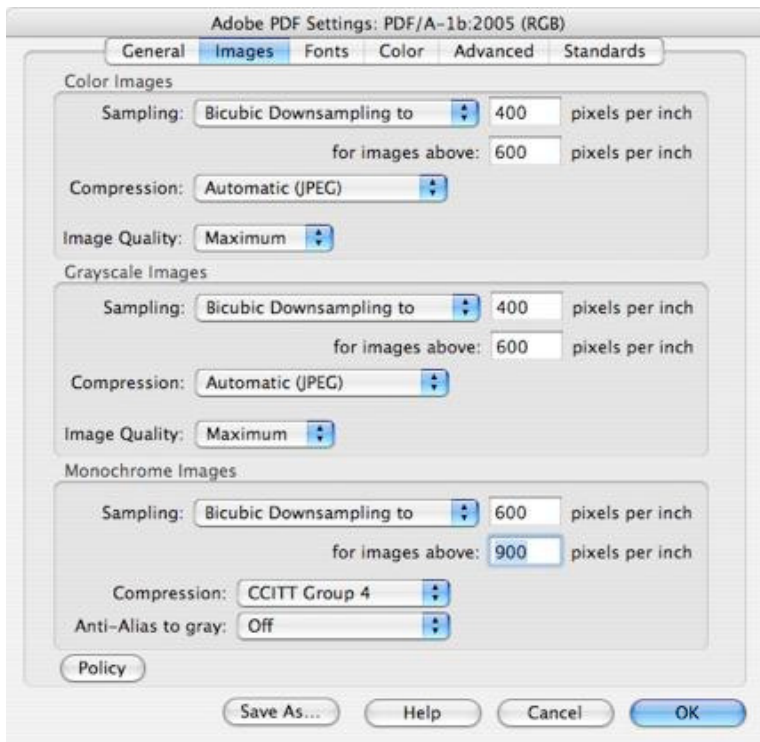 Adobe PDF Settings: PDF/A-1b:2005 (RGB)
General Images Fonts Color Advanced Standards
Color Images
Sampling: Bicubic Downsampling to 400 pixels per inch
for images above: 600 pixels per inch
Compression: Automatic (JPEG)
Image Quality: Maximum
Grayscale Images
Sampling: Bicubic Downsampling to 400 pixels per inch
for images above: 600 pixels per inch
Compression: Automatic (JPEG)
Image Quality: Maximum
Monochrome Images
Sampling: Bicubic Downsampling to 600 pixels per inch
for images above: 900 pixels per inch
Compression: CCITT Group 4
Anti-Alias to gray: Off
Policy
Save As... Help Cancel OK